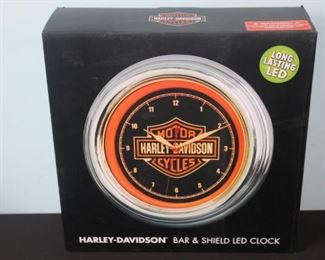 LONG
LASTING
LED
12
11
1
10
2
9
3
8
4
7
5
6
MOTOR
HARLEY-DAVIDSON
CYCLES
HARLEY-DAVIDSON® BAR & SHIELD LED CLOCK